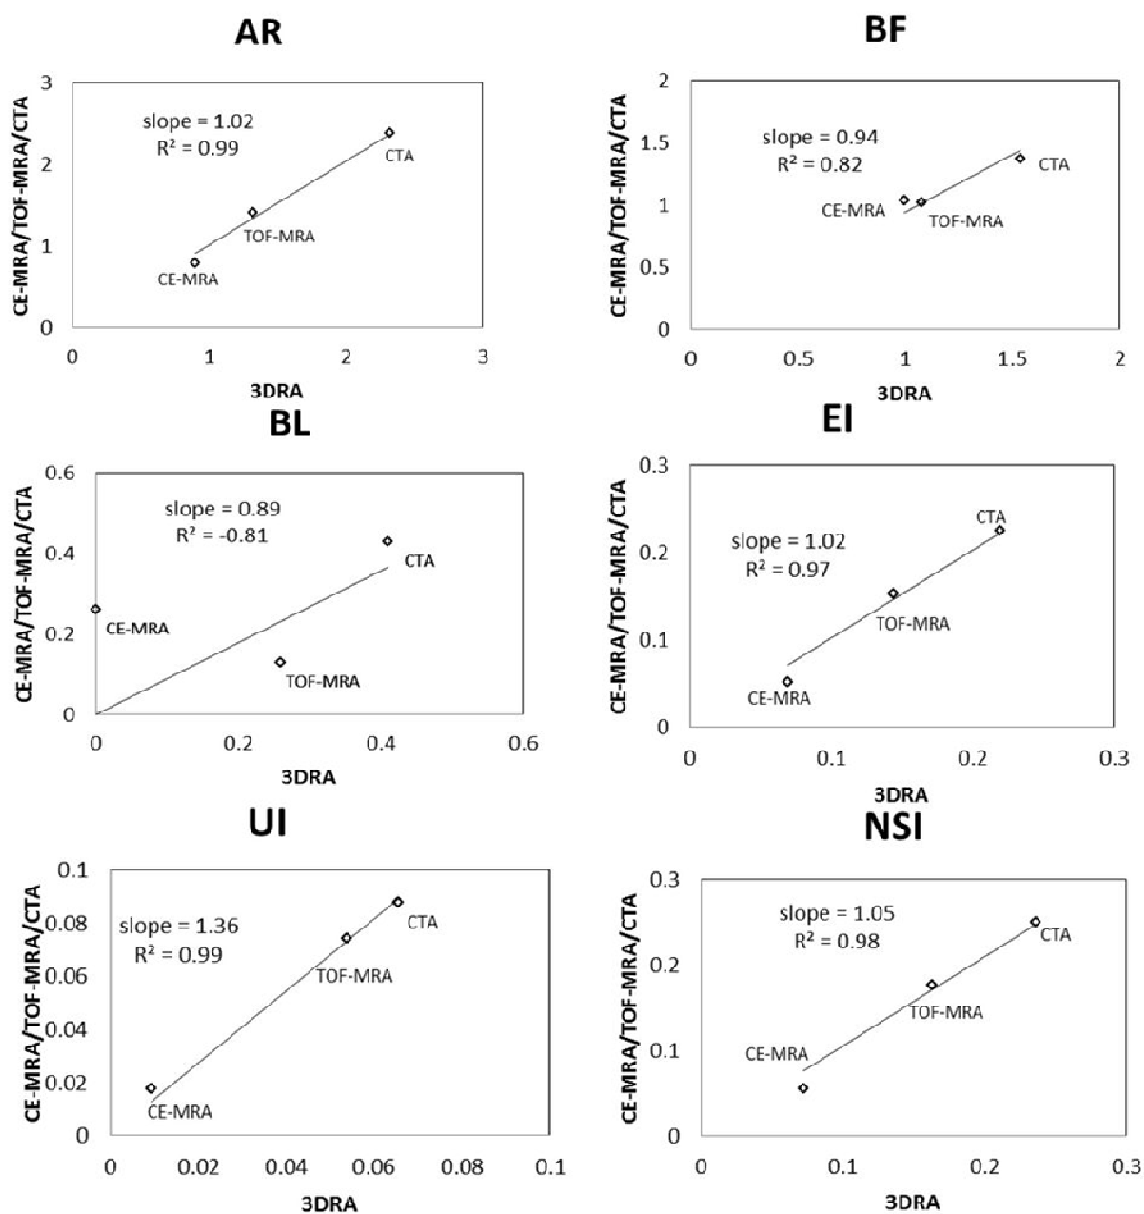 AR
CE-MRA/TOF-MRA/CTA
3
2
1
0
slope = 1.02
R² = 0.99
CTA
TOF-MRA
CE-MRA
0 1 2 3
3DRA
BF
CE-MRA/TOF-MRA/CTA
2
1.5
1
0.5
0
slope = 0.94
R² = 0.82
CTA
CE-MRA
TOF-MRA
0 0.5 1 1.5 2
3DRA
BL
CE-MRA/TOF-MRA/CTA
0.6
0.4
0.2
0
slope = 0.89
R² = -0.81
CTA
CE-MRA
TOF-MRA
0 0.2 0.4 0.6
3DRA
EI
CE-MRA/TOF-MRA/CTA
0.3
0.2
0.1
0
CTA
slope = 1.02
R² = 0.97
TOF-MRA
CE-MRA
0 0.1 0.2 0.3
3DRA
UI
CE-MRA/TOF-MRA/CTA
0.1
0.08
0.06
0.04
0.02
0
slope = 1.36
R² = 0.99
CTA
TOF-MRA
CE-MRA
0 0.02 0.04 0.06 0.08 0.1
3DRA
NSI
CE-MRA/TOF-MRA/CTA
0.3
0.2
0.1
0
slope = 1.05
R² = 0.98
CTA
TOF-MRA
CE-MRA
0 0.1 0.2 0.3
3DRA